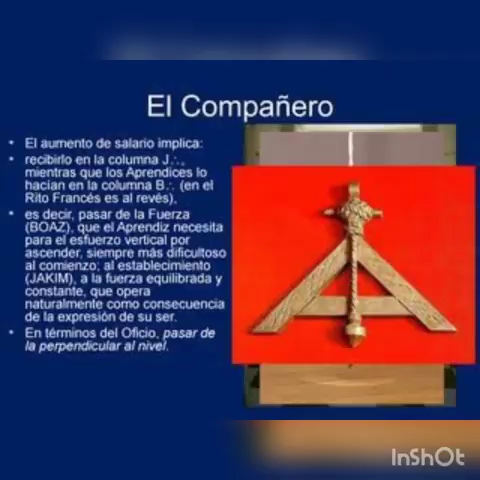 El Compañero
• El aumento de salario implica:
• recibirlo en la columna J∴,
mientras que los Aprendices lo
hacían en la columna B∴ (en el
Rito Francés es al revés),
• es decir, pasar de la Fuerza
(BOAZ), que el Aprendiz necesita
para el esfuerzo vertical por
ascender, siempre más dificultoso
al comienzo; al establecimiento
(JAKIM), a la fuerza equilibrada y
constante, que opera
naturalmente como consecuencia
de la expresión de su ser.
• En términos del Oficio, pasar de
la perpendicular al nivel.
InShOt